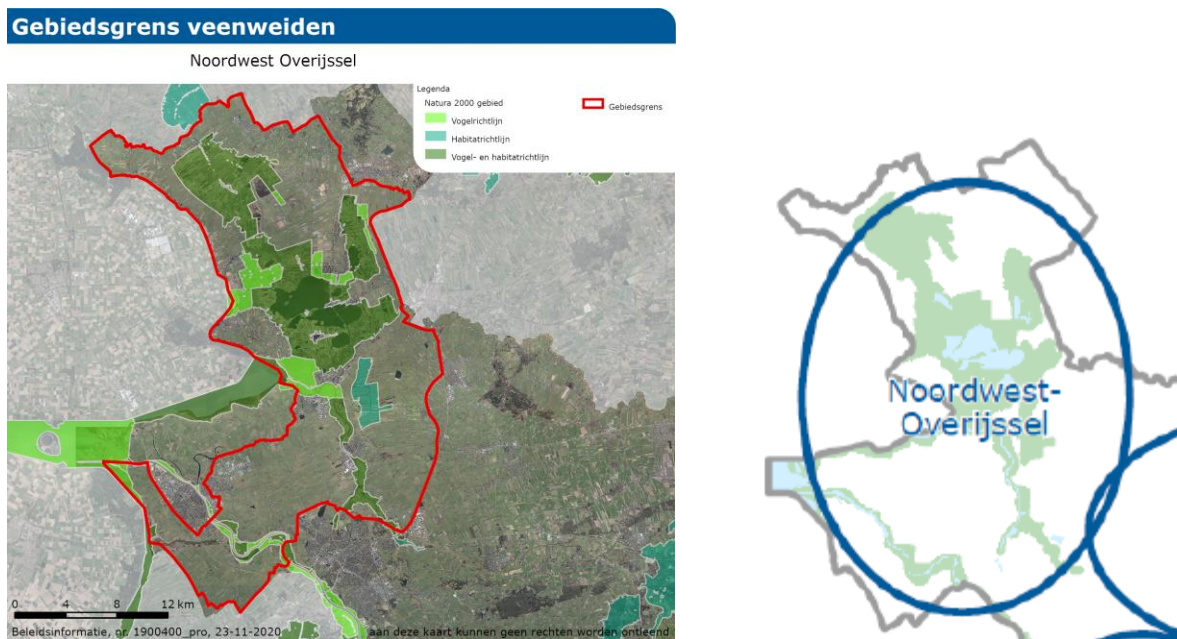 Gebiedsgrens veenweiden
Noordwest Overijssel
Legenda
Natura 2000 gebied
Vogelrichtlijn
Habitatrichtlijn
Vogel- en habitatrichtlijn
Gebiedsgrens
0 4 8 12 km
Beleidsinformatie, nr. 1900400_pro, 23-11-2020
aan deze kaart kunnen geen rechten worden ontleend
Noordwest-
Overijssel